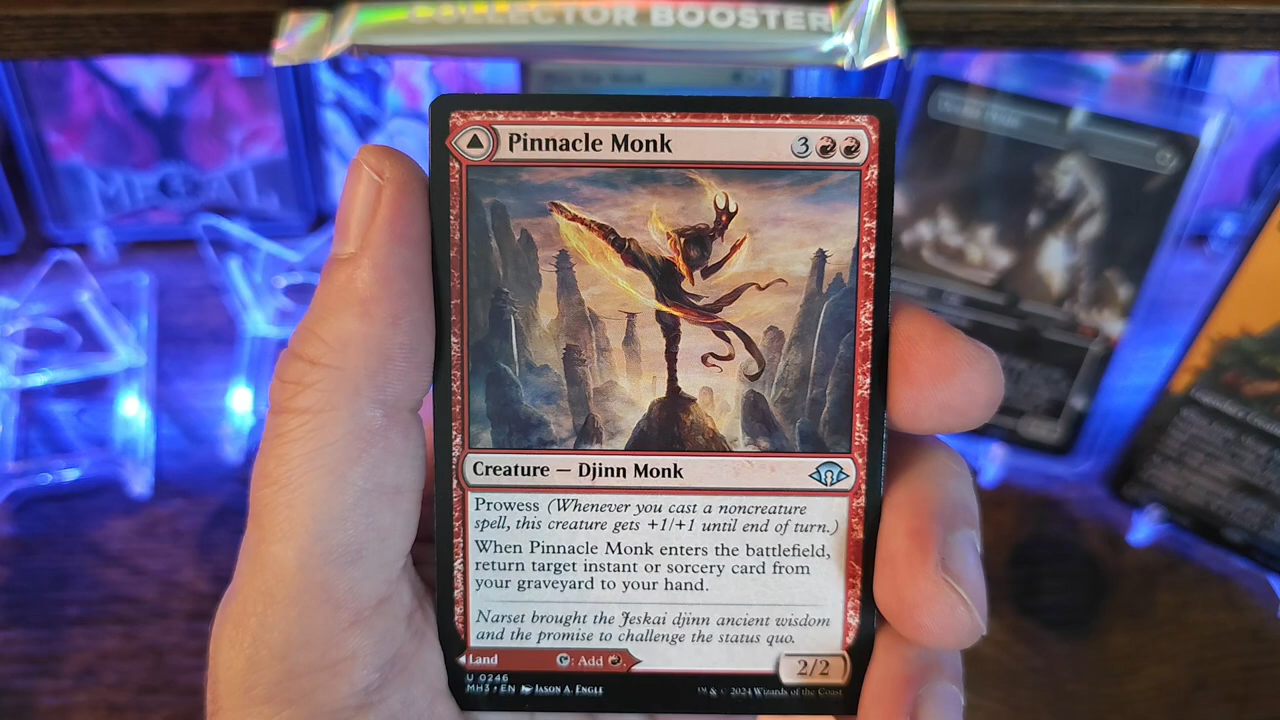 COLLECTOR BOOSTER
METAL
Pinnacle Monk 3
Creature — Djinn Monk
Prowess (Whenever you cast a noncreature
spell, this creature gets +1/+1 until end of turn.)
When Pinnacle Monk enters the battlefield,
return target instant or sorcery card from
your graveyard to your hand.
Narset brought the Jeskai djinn ancient wisdom
and the promise to challenge the status quo.
Land : Add .
2/2
U 0246
MH3 • EN Jason A. Engle
™ & © 2024 Wizards of the Coast